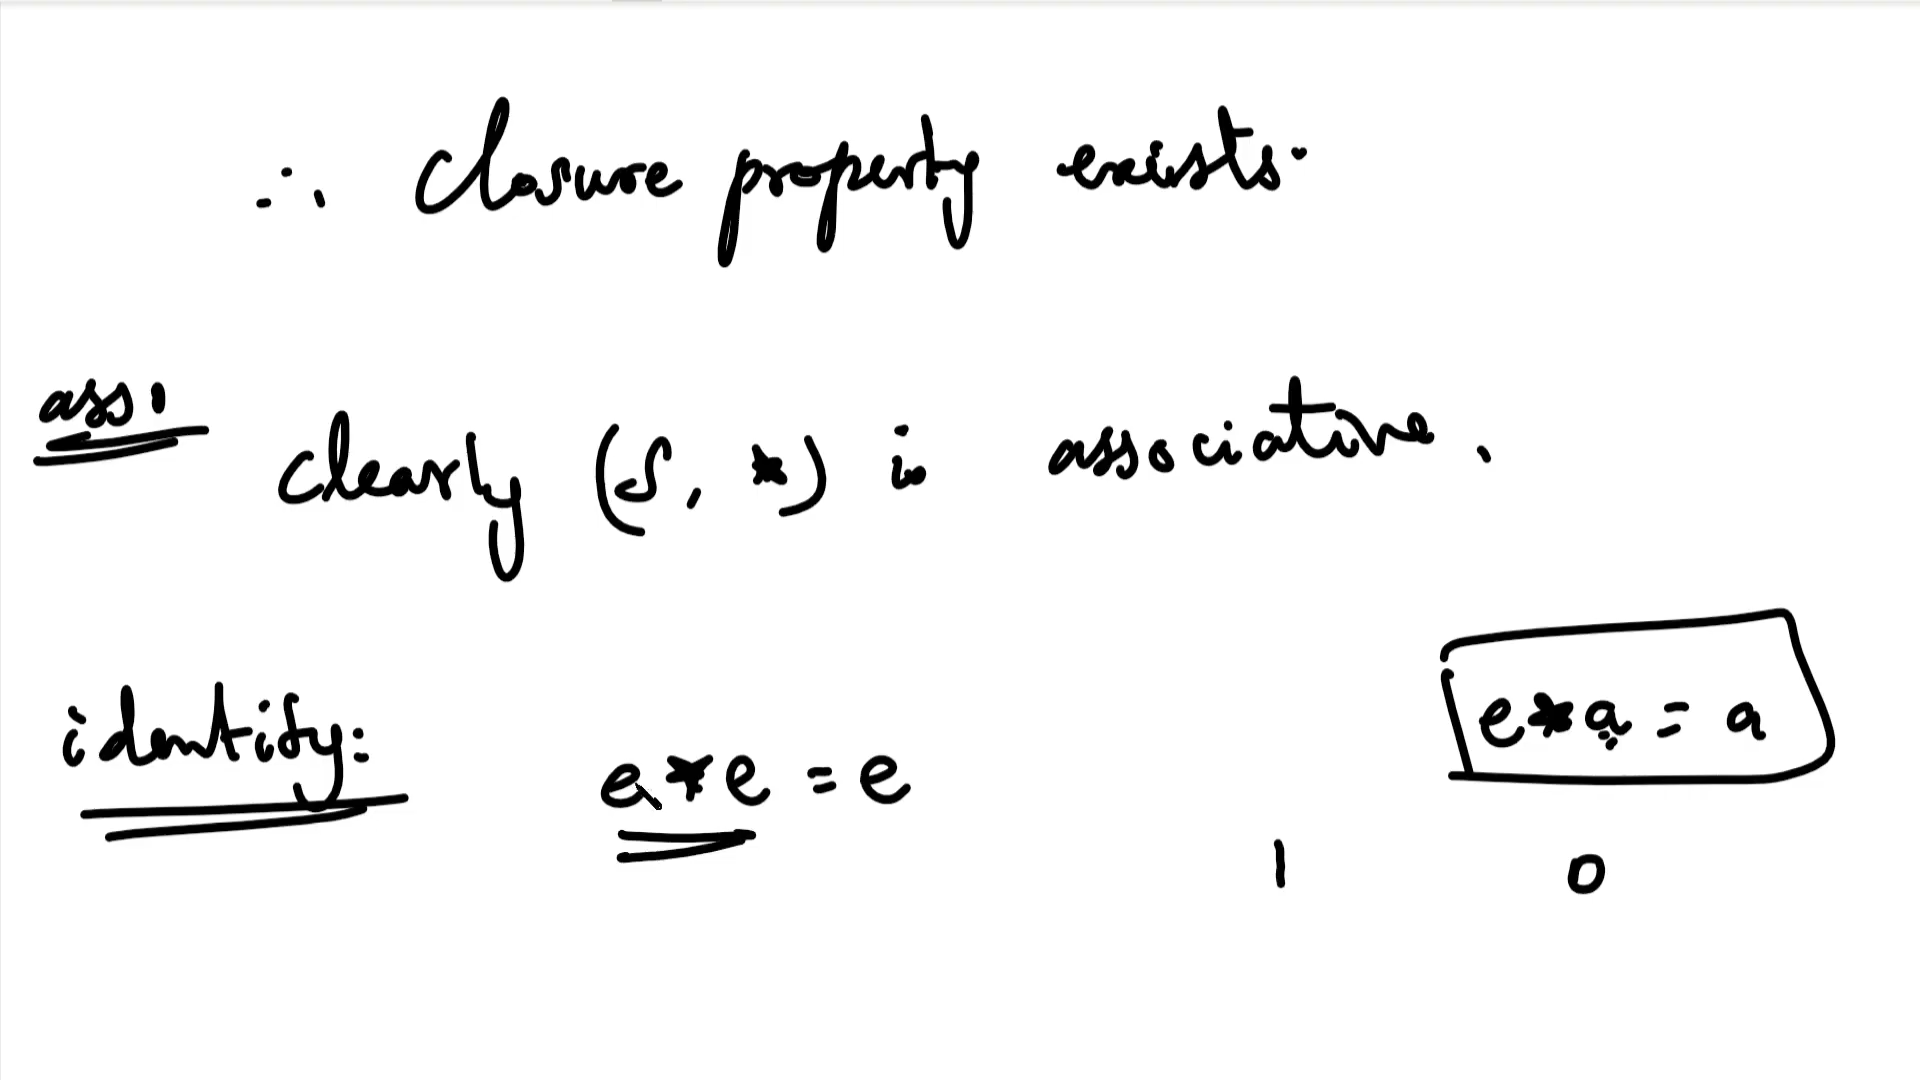 ∴ Closure property exists.
ass:
clearly (S, *) is associative.
identity: e * e = e
e * a = a
1 0